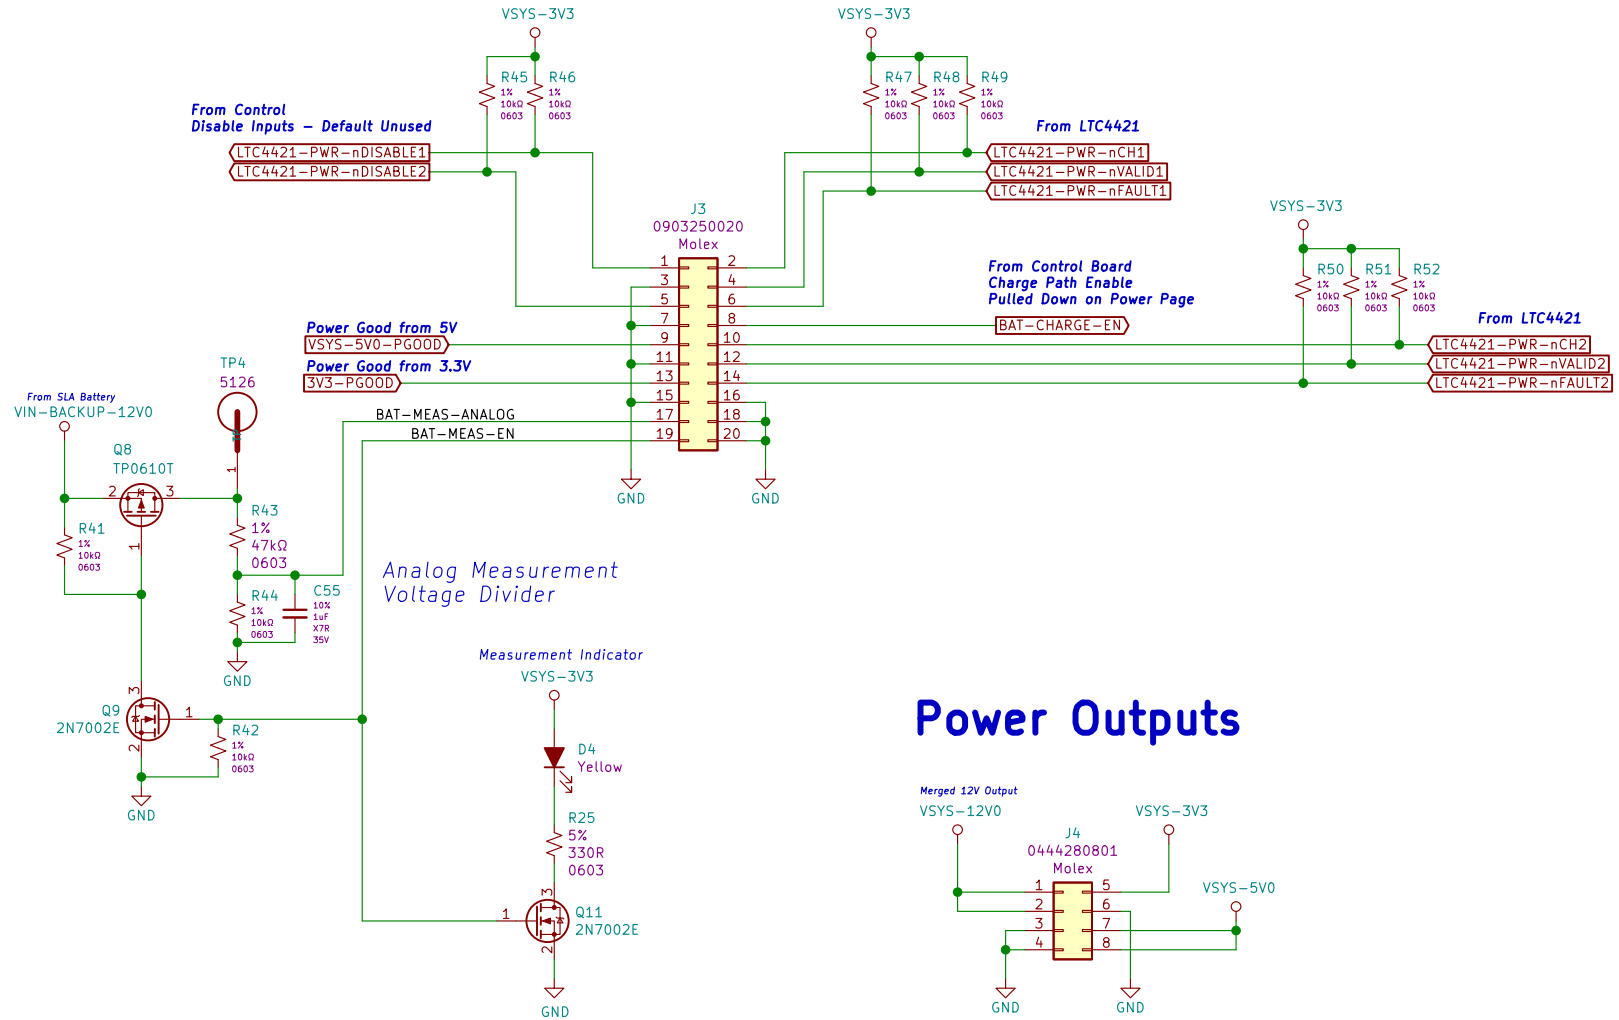 VSYS-3V3
VSYS-3V3
R45
1%
10kΩ
0603
R46
1%
10kΩ
0603
R47
1%
10kΩ
0603
R48
1%
10kΩ
0603
R49
1%
10kΩ
0603
From Control
Disable Inputs - Default Unused
From LTC4421
LTC4421-PWR-nDISABLE1
LTC4421-PWR-nDISABLE2
LTC4421-PWR-nCH1
LTC4421-PWR-nVALID1
LTC4421-PWR-nFAULT1
J3
0903250020
Molex
1 2
3 4
5 6
7 8
9 10
11 12
13 14
15 16
17 18
19 20
GND
GND
VSYS-3V3
R50
1%
10kΩ
0603
R51
1%
10kΩ
0603
R52
1%
10kΩ
0603
From Control Board
Charge Path Enable
Pulled Down on Power Page
BAT-CHARGE-EN
From LTC4421
LTC4421-PWR-nCH2
LTC4421-PWR-nVALID2
LTC4421-PWR-nFAULT2
Power Good from 5V
VSYS-5V0-PGOOD
Power Good from 3.3V
3V3-PGOOD
BAT-MEAS-ANALOG
BAT-MEAS-EN
TP4
5126
1
From SLA Battery
VIN-BACKUP-12V0
Q8
TP0610T
2 3
1
R41
1%
10kΩ
0603
R43
1%
47kΩ
0603
R44
1%
10kΩ
0603
C55
10%
1uF
X7R
35V
GND
Analog Measurement
Voltage Divider
Q9
2N7002E
3
1
2
R42
1%
10kΩ
0603
GND
Measurement Indicator
VSYS-3V3
D4
Yellow
R25
5%
330R
0603
3
1
2
Q11
2N7002E
GND
Power Outputs
Merged 12V Output
VSYS-12V0
VSYS-3V3
J4
0444280801
Molex
VSYS-5V0
1 5
2 6
3 7
4 8
GND
GND